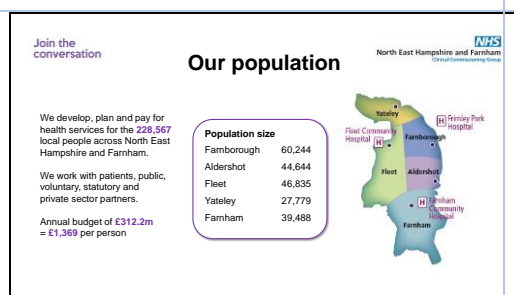 Join the
conversation
NHS
North East Hampshire and Farnham
Clinical Commissioning Group
Our population
We develop, plan and pay for
health services for the 228,567
local people across North East
Hampshire and Farnham.
We work with patients, public,
voluntary, statutory and
private sector partners.
Annual budget of £312.2m
= £1,369 per person
Population size
Farnborough 60,244
Aldershot 44,644
Fleet 46,835
Yateley 27,779
Farnham 39,488
Yateley
H Frimley Park
Hospital
Fleet Community
Hospital H
Farnborough
Fleet
Aldershot
H Farnham
Community
Hospital
Farnham